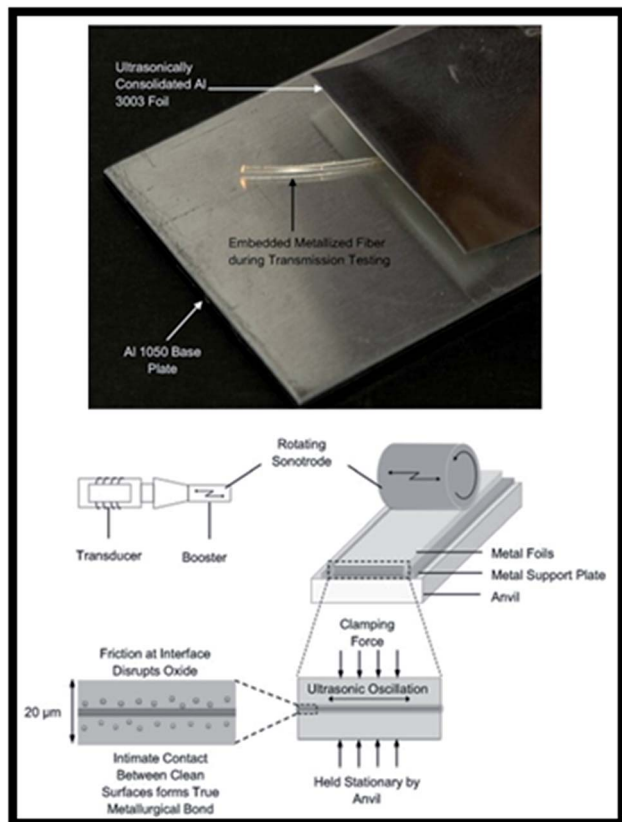 Ultrasonically
Consolidated Al
3003 Foil
Embedded Metallized Fiber
during Transmission Testing
Al 1050 Base
Plate
Rotating
Sonotrode
Transducer
Booster
Metal Foils
Metal Support Plate
Anvil
Clamping
Force
Friction at Interface
Disrupts Oxide
Ultrasonic Oscillation
20 µm
Intimate Contact
Between Clean
Surfaces forms True
Metallurgical Bond
Held Stationary by
Anvil